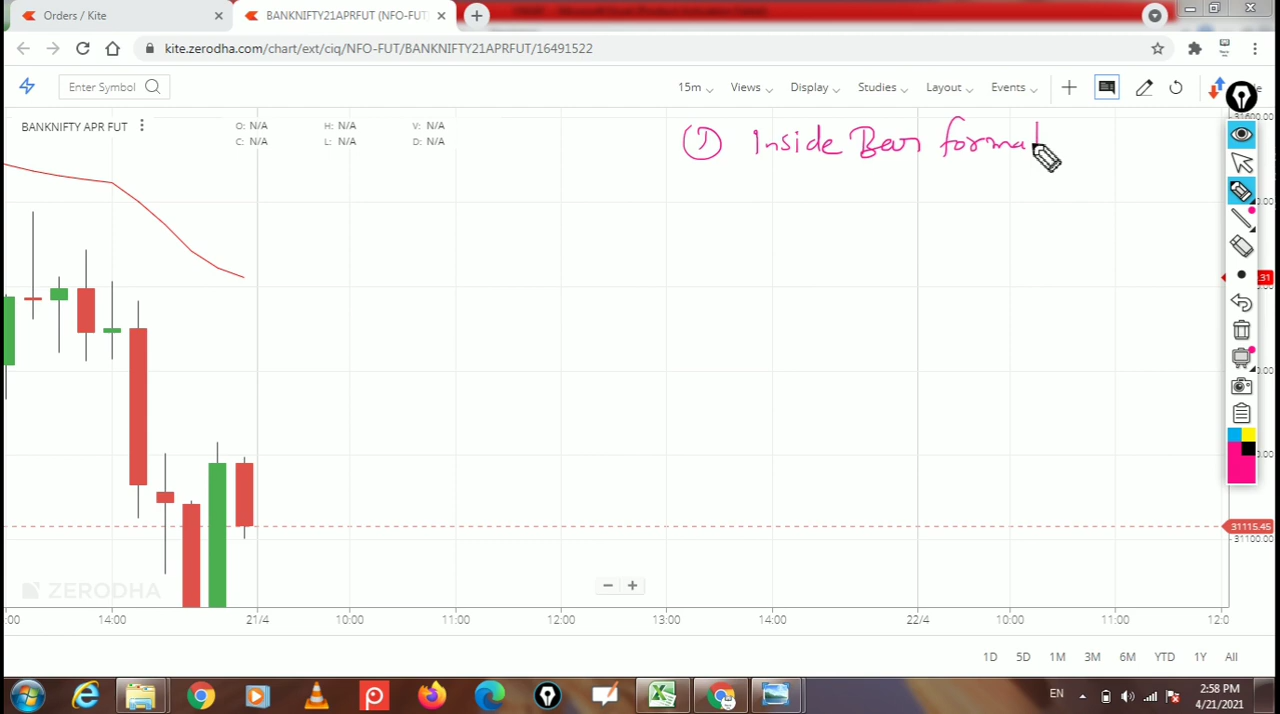 Orders / Kite
BANKNIFTY21APRFUT (NFO-FUT)
kite.zerodha.com/chart/ext/ciq/NFO-FUT/BANKNIFTY21APRFUT/16491522
Enter Symbol 15m Views Display Studies Layout Events
BANKNIFTY APR FUT O: N/A H: N/A V: N/A
C: N/A L: N/A D: N/A
① Inside Bar format
31115.45
31100.00
ZERODHA
14:00 21/4 10:00 11:00 12:00 13:00 14:00 22/4 10:00 11:00 12:0
1D 5D 1M 3M 6M YTD 1Y All
EN 2:58 PM
4/21/2021